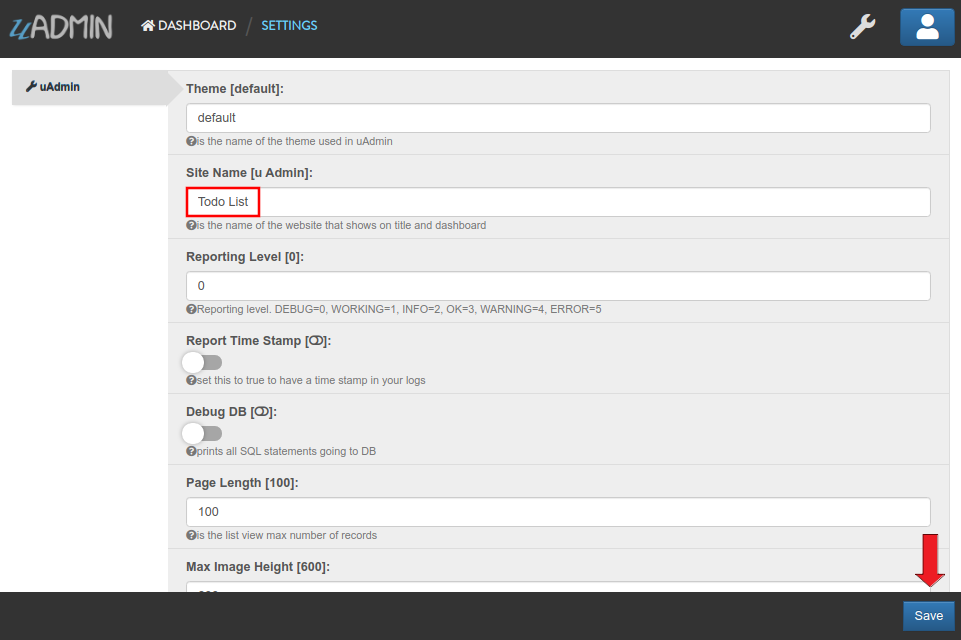 uADMIN
DASHBOARD / SETTINGS
uAdmin
Theme [default]:
default
is the name of the theme used in uAdmin
Site Name [u Admin]:
Todo List
is the name of the website that shows on title and dashboard
Reporting Level [0]:
0
Reporting level. DEBUG=0, WORKING=1, INFO=2, OK=3, WARNING=4, ERROR=5
Report Time Stamp []:
set this to true to have a time stamp in your logs
Debug DB []:
prints all SQL statements going to DB
Page Length [100]:
100
is the list view max number of records
Max Image Height [600]:
Save